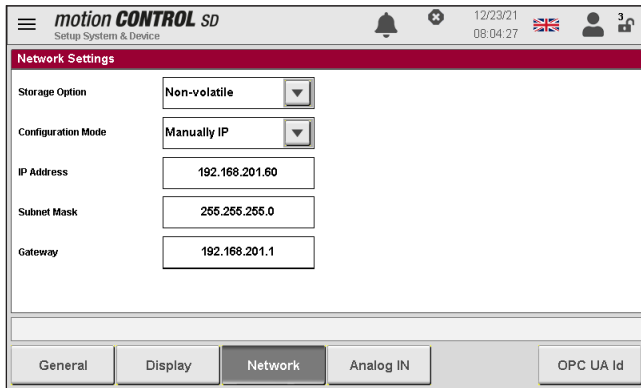 motion CONTROL SD
Setup System & Device
12/23/21
08:04:27
3
Network Settings
Storage Option
Non-volatile
Configuration Mode
Manually IP
IP Address
192.168.201.60
Subnet Mask
255.255.255.0
Gateway
192.168.201.1
General
Display
Network
Analog IN
OPC UA Id